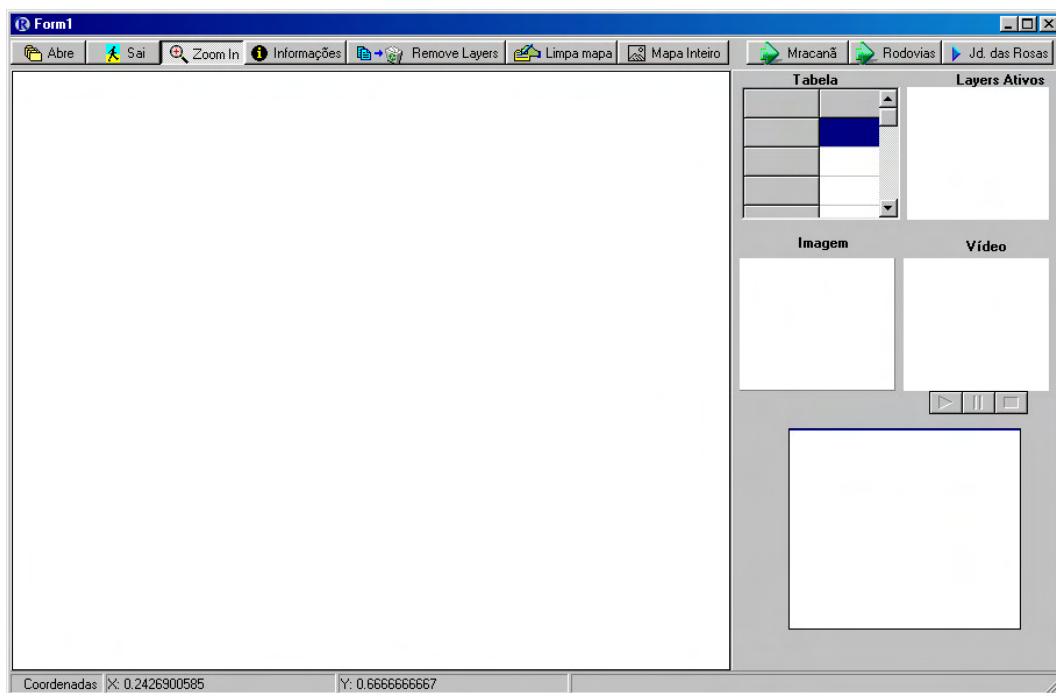 Form1
Abre Sai Zoom In Informações Remove Layers Limpa mapa Mapa Inteiro Mracanã Rodovias Jd. das Rosas
Tabela Layers Ativos
Imagem Vídeo
Coordenadas X: 0.2426900585 Y: 0.6666666667